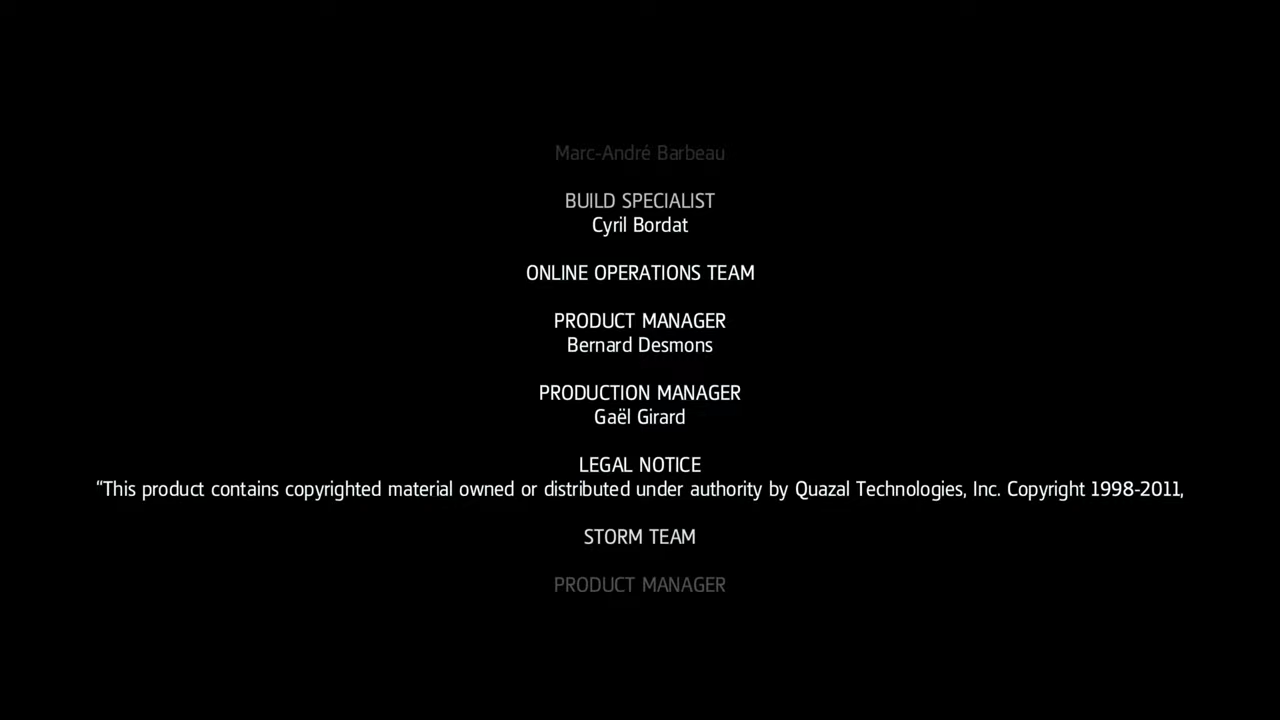 Marc-André Barbeau
BUILD SPECIALIST
Cyril Bordat
ONLINE OPERATIONS TEAM
PRODUCT MANAGER
Bernard Desmons
PRODUCTION MANAGER
Gaël Girard
LEGAL NOTICE
“This product contains copyrighted material owned or distributed under authority by Quazal Technologies, Inc. Copyright 1998-2011,
STORM TEAM
PRODUCT MANAGER